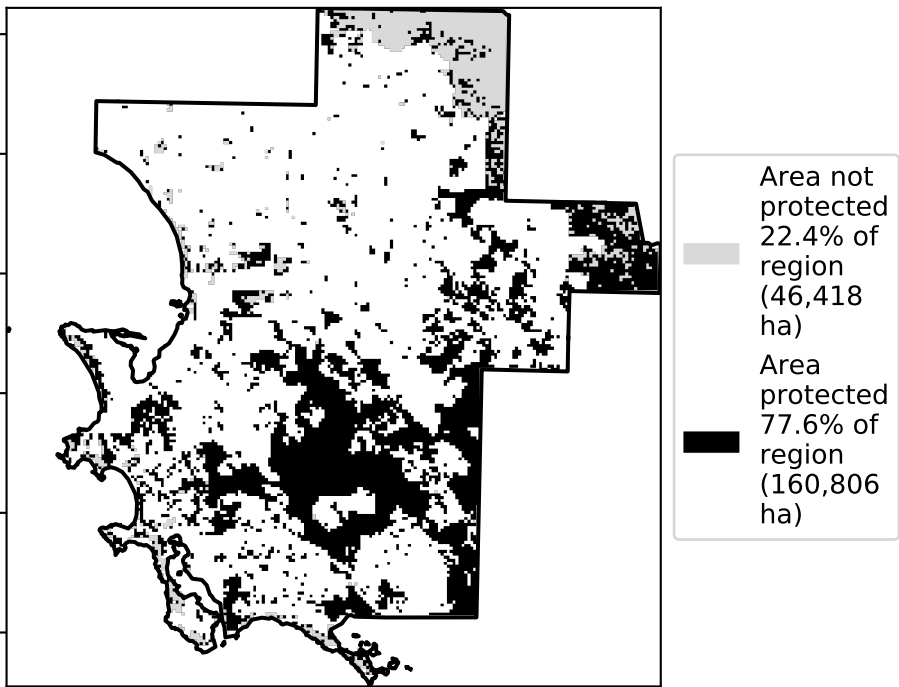 Area not
protected
22.4% of
region
(46,418
ha)
Area
protected
77.6% of
region
(160,806
ha)